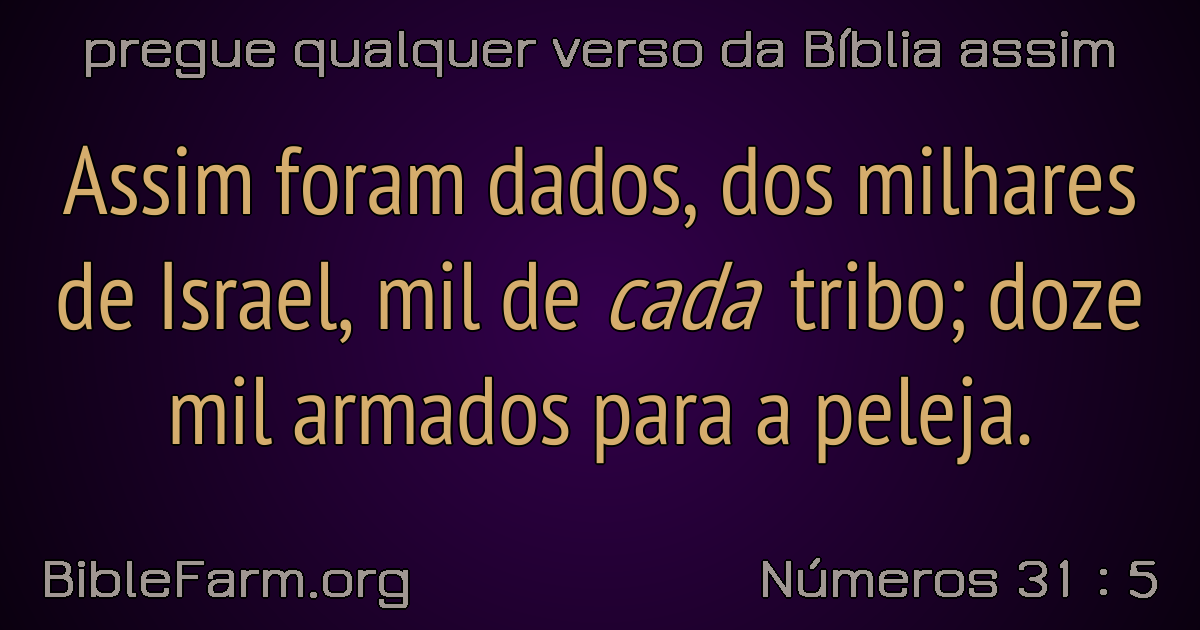 pregue qualquer verso da Bíblia assim
Assim foram dados, dos milhares
de Israel, mil de cada tribo; doze
mil armados para a peleja.
BibleFarm.org
Números 31 : 5